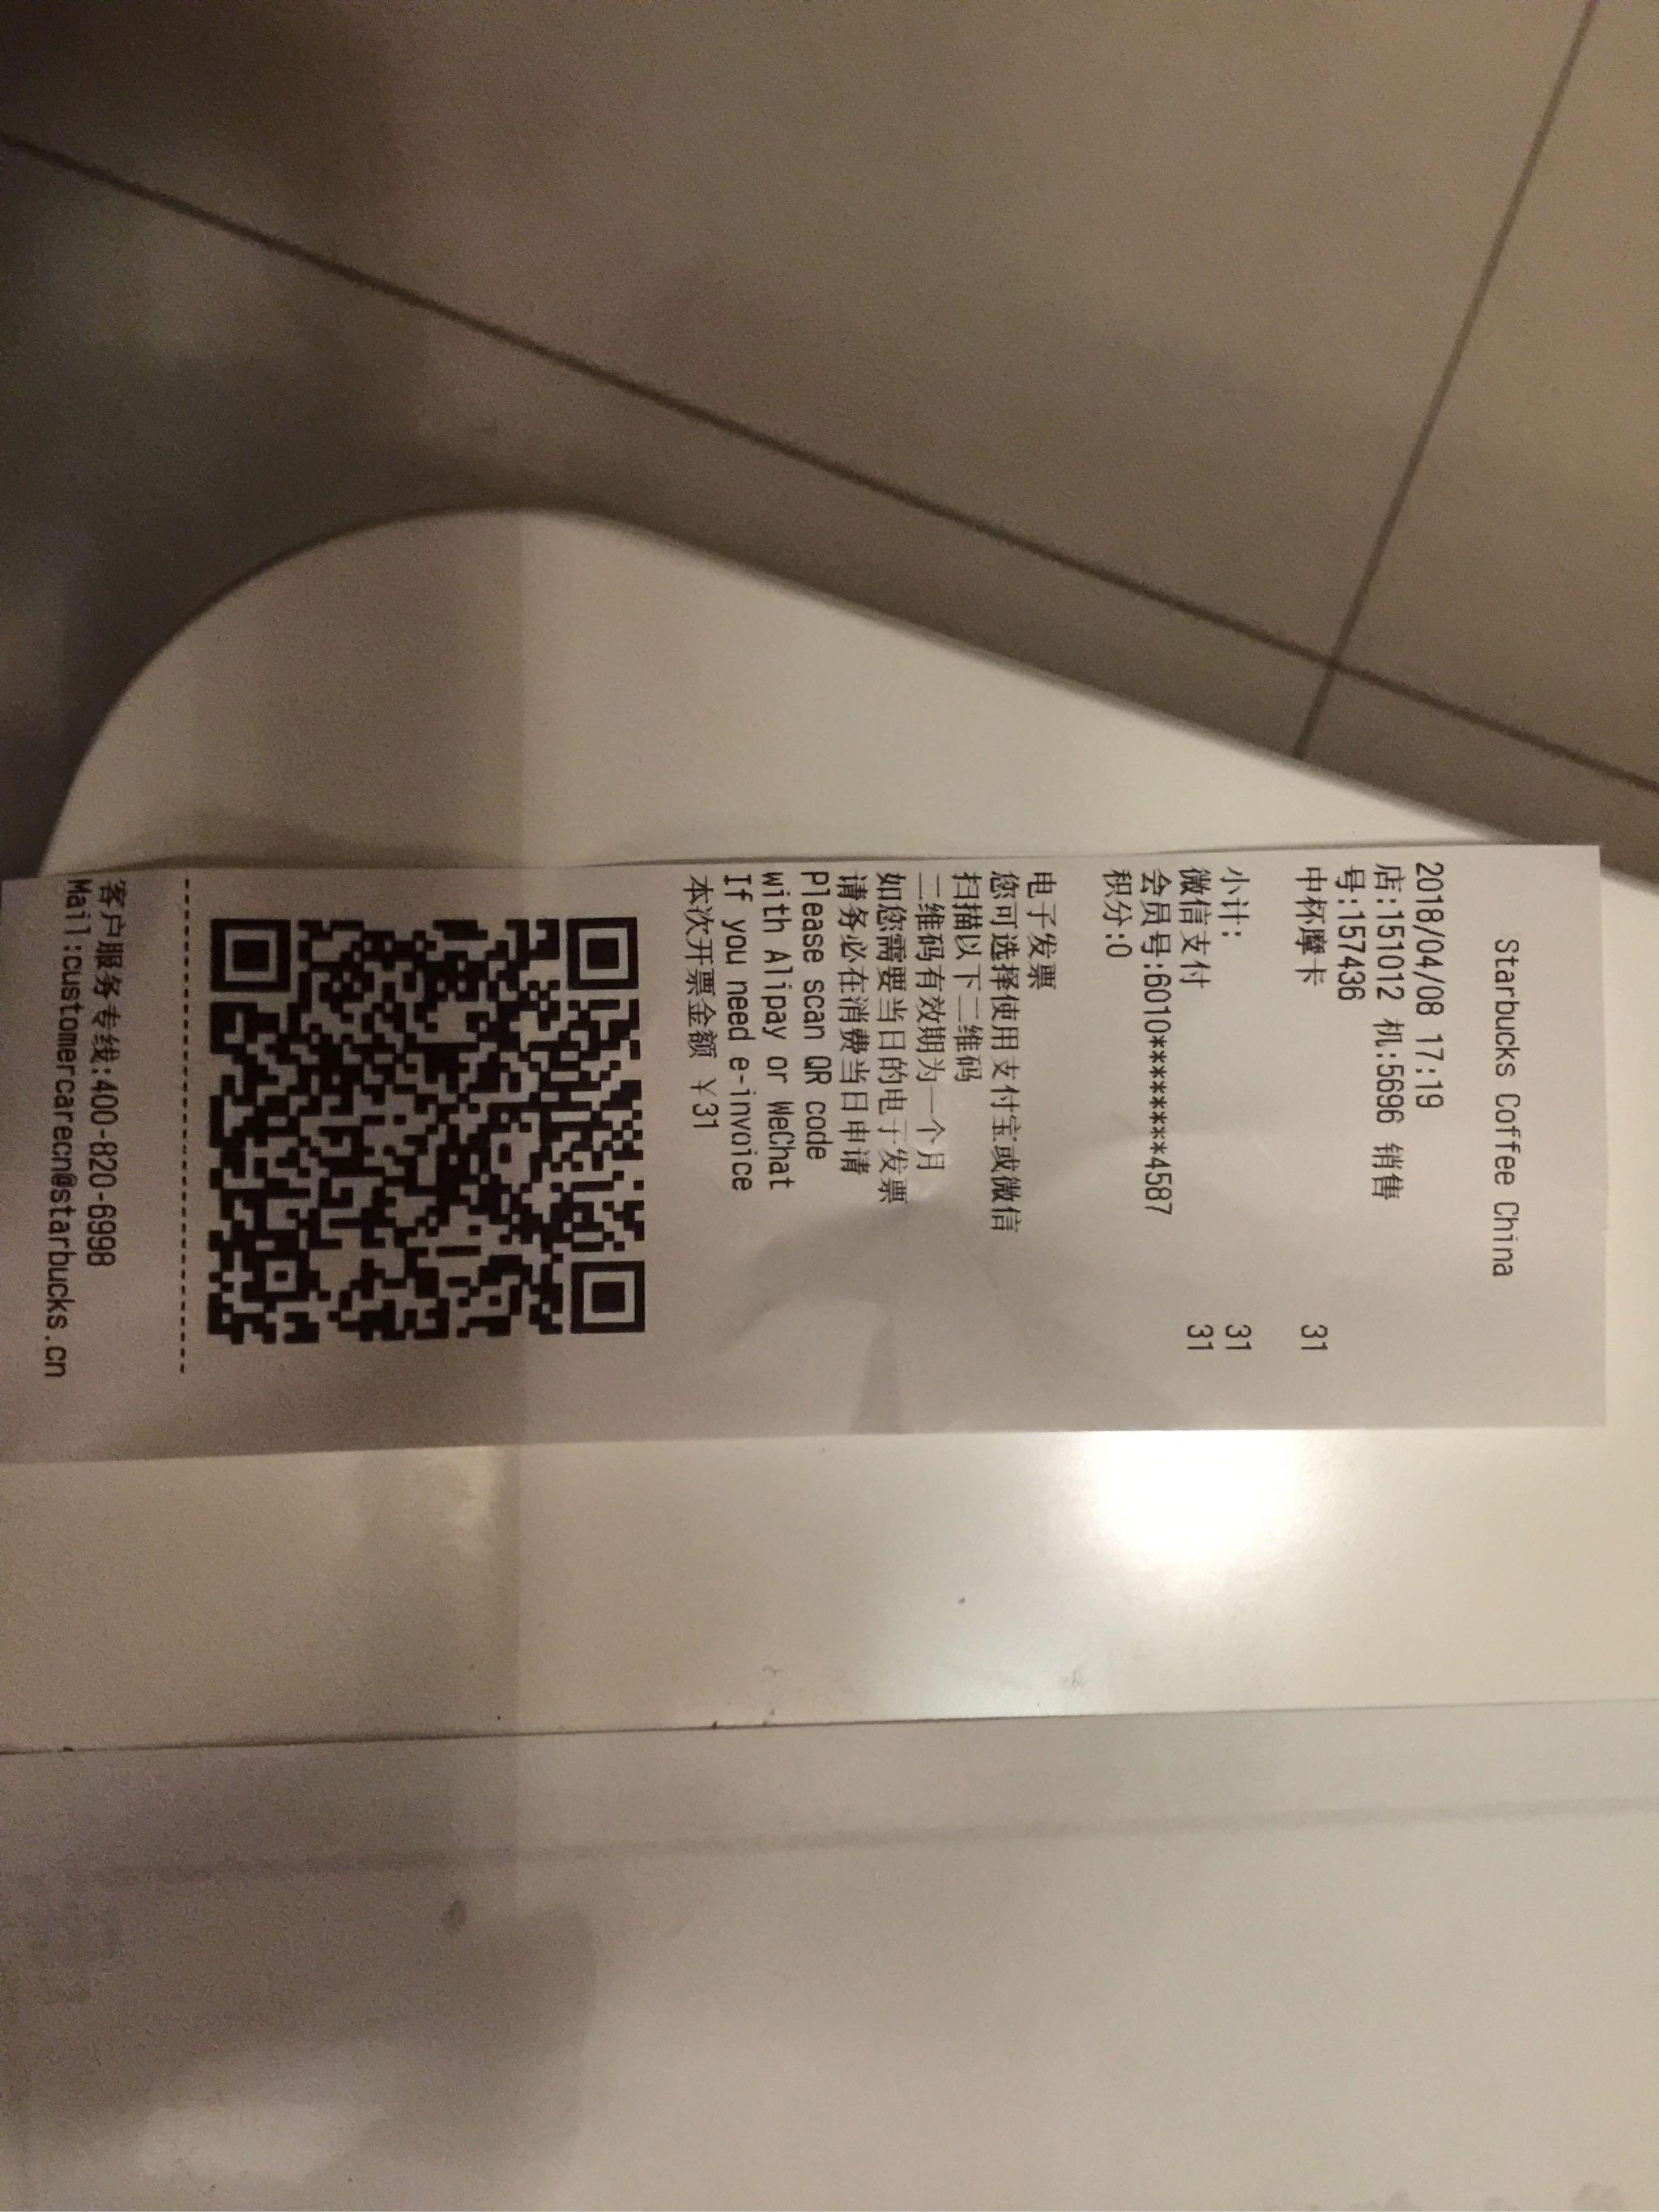 Starbucks Coffee China
2018/04/08 17:19
店:151012 机:5696 销售
号:157436
中杯摩卡 31
小计: 31
微信支付 31
会员号:6010********4587
积分:0
电子发票
您可选择使用支付宝或微信
扫描以下二维码
二维码有效期为一个月
如您需要当日的电子发票
请务必在消费当日申请
Please scan QR code
with Alipay or WeChat
If you need e-invoice
本次开票金额 ¥31
客户服务专线:400-820-6998
Mail:customercarecn@starbucks.cn